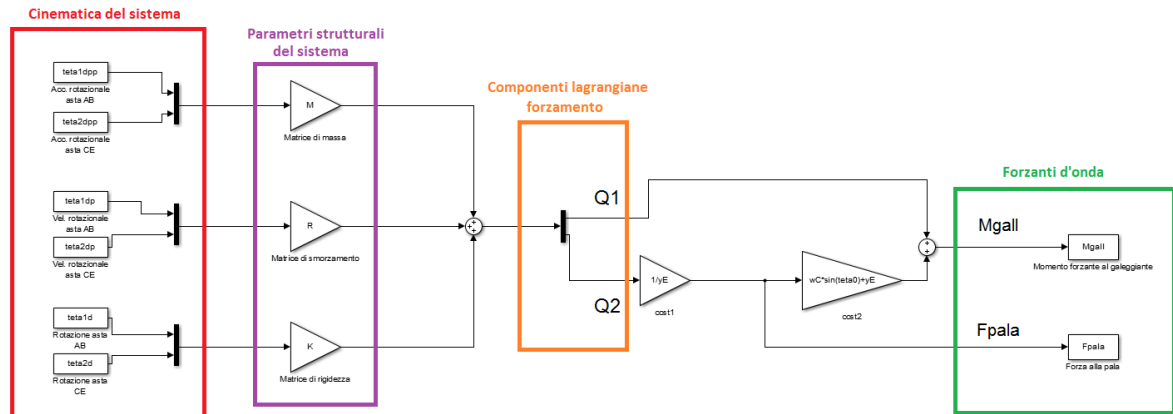 Cinematica del sistema
Parametri strutturali
del sistema
Componenti lagrangiane
forzamento
Forzanti d'onda
teta1dpp
Acc. rotazionale
asta AB
teta2dpp
Acc. rotazionale
asta CE
M
Matrice di massa
teta1dp
Vel. rotazionale
asta AB
teta2dp
Vel. rotazionale
asta CE
R
Matrice di smorzamento
teta1d
Rotazione asta
AB
teta2d
Rotazione asta
CE
K
Matrice di rigidezza
Q1
Q2
1/yE
cost1
wC*sin(teta0)+yE
cost2
Mgall
Mgall
Momento forzante al galeggiante
Fpala
Fpala
Forza alla pala